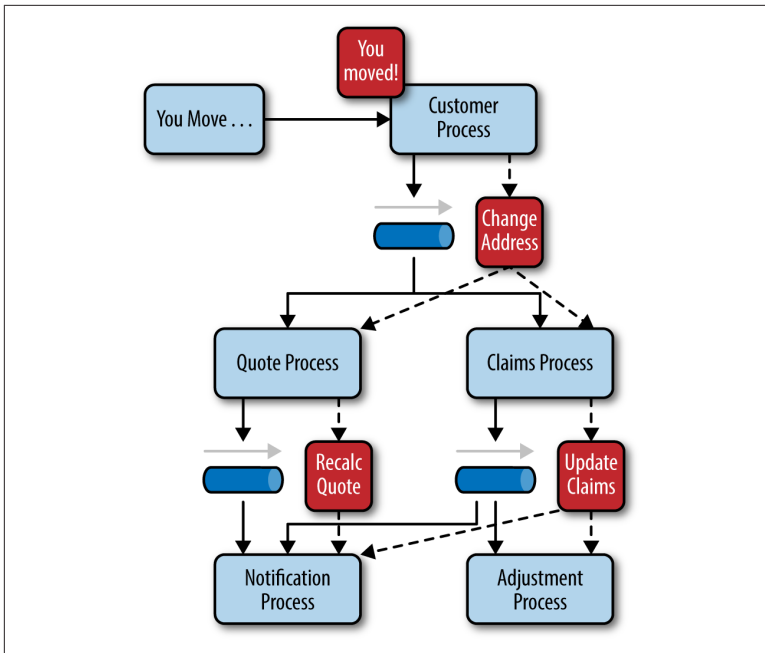 You
moved!
You Move . . .
Customer
Process
Change
Address
Quote Process
Claims Process
Recalc
Quote
Update
Claims
Notification
Process
Adjustment
Process